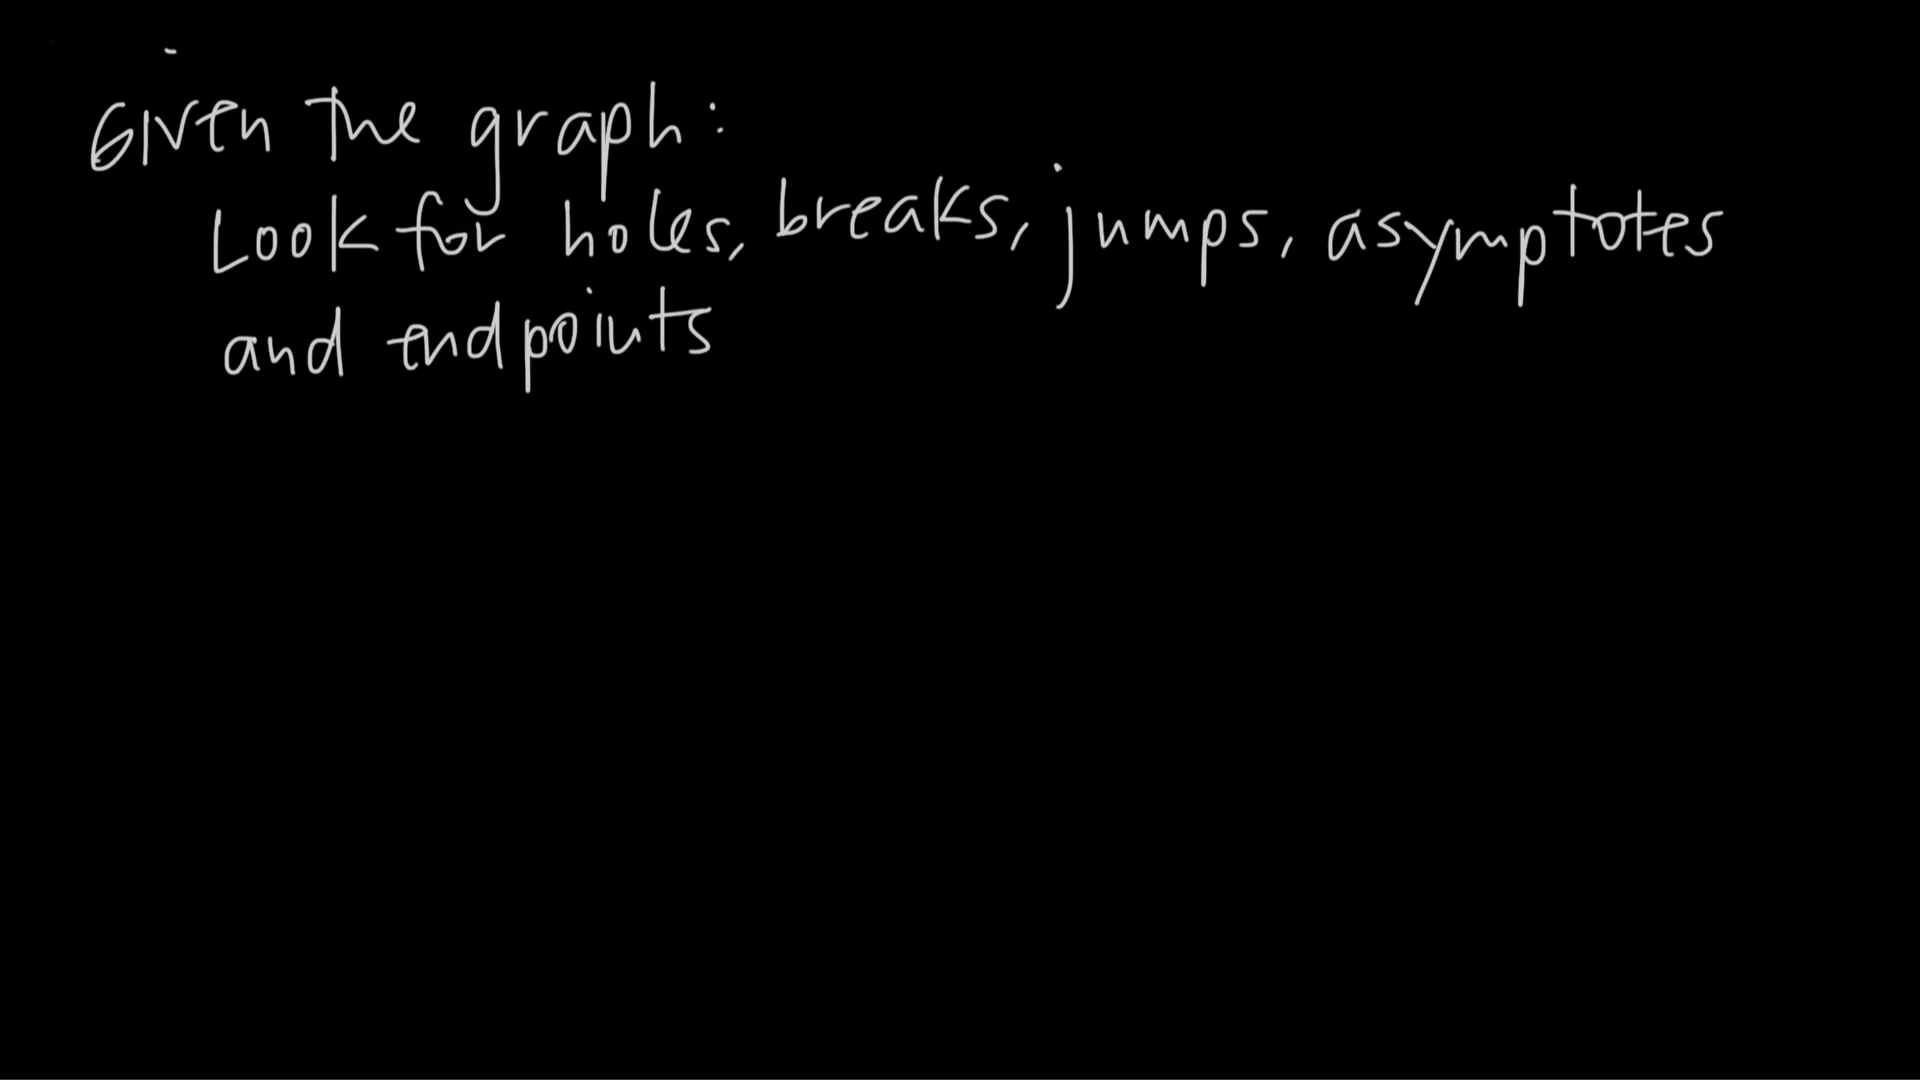 Given the graph:
Look for holes, breaks, jumps, asymptotes
and endpoints